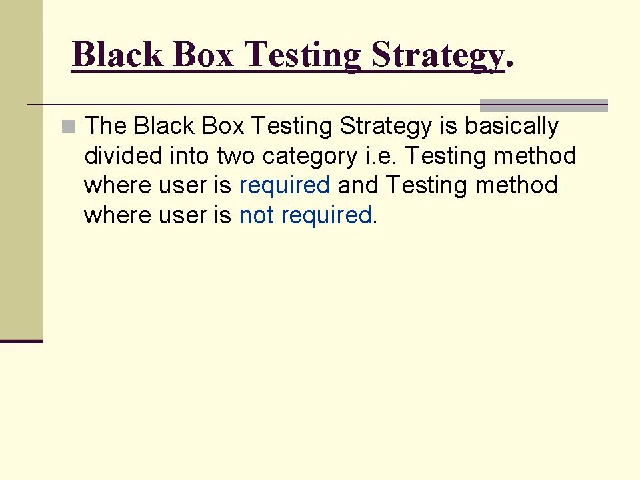 Black Box Testing Strategy.
The Black Box Testing Strategy is basically
divided into two category i.e. Testing method
where user is required and Testing method
where user is not required.